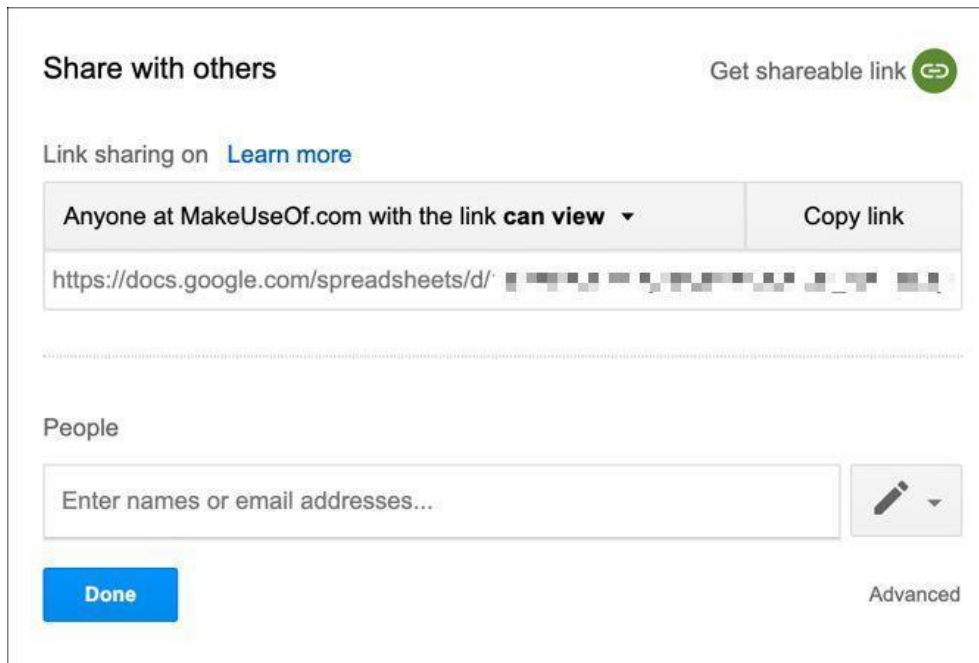 Share with others
Get shareable link
Link sharing on Learn more
Anyone at MakeUseOf.com with the link can view
Copy link
https://docs.google.com/spreadsheets/d/
People
Enter names or email addresses...
Done
Advanced